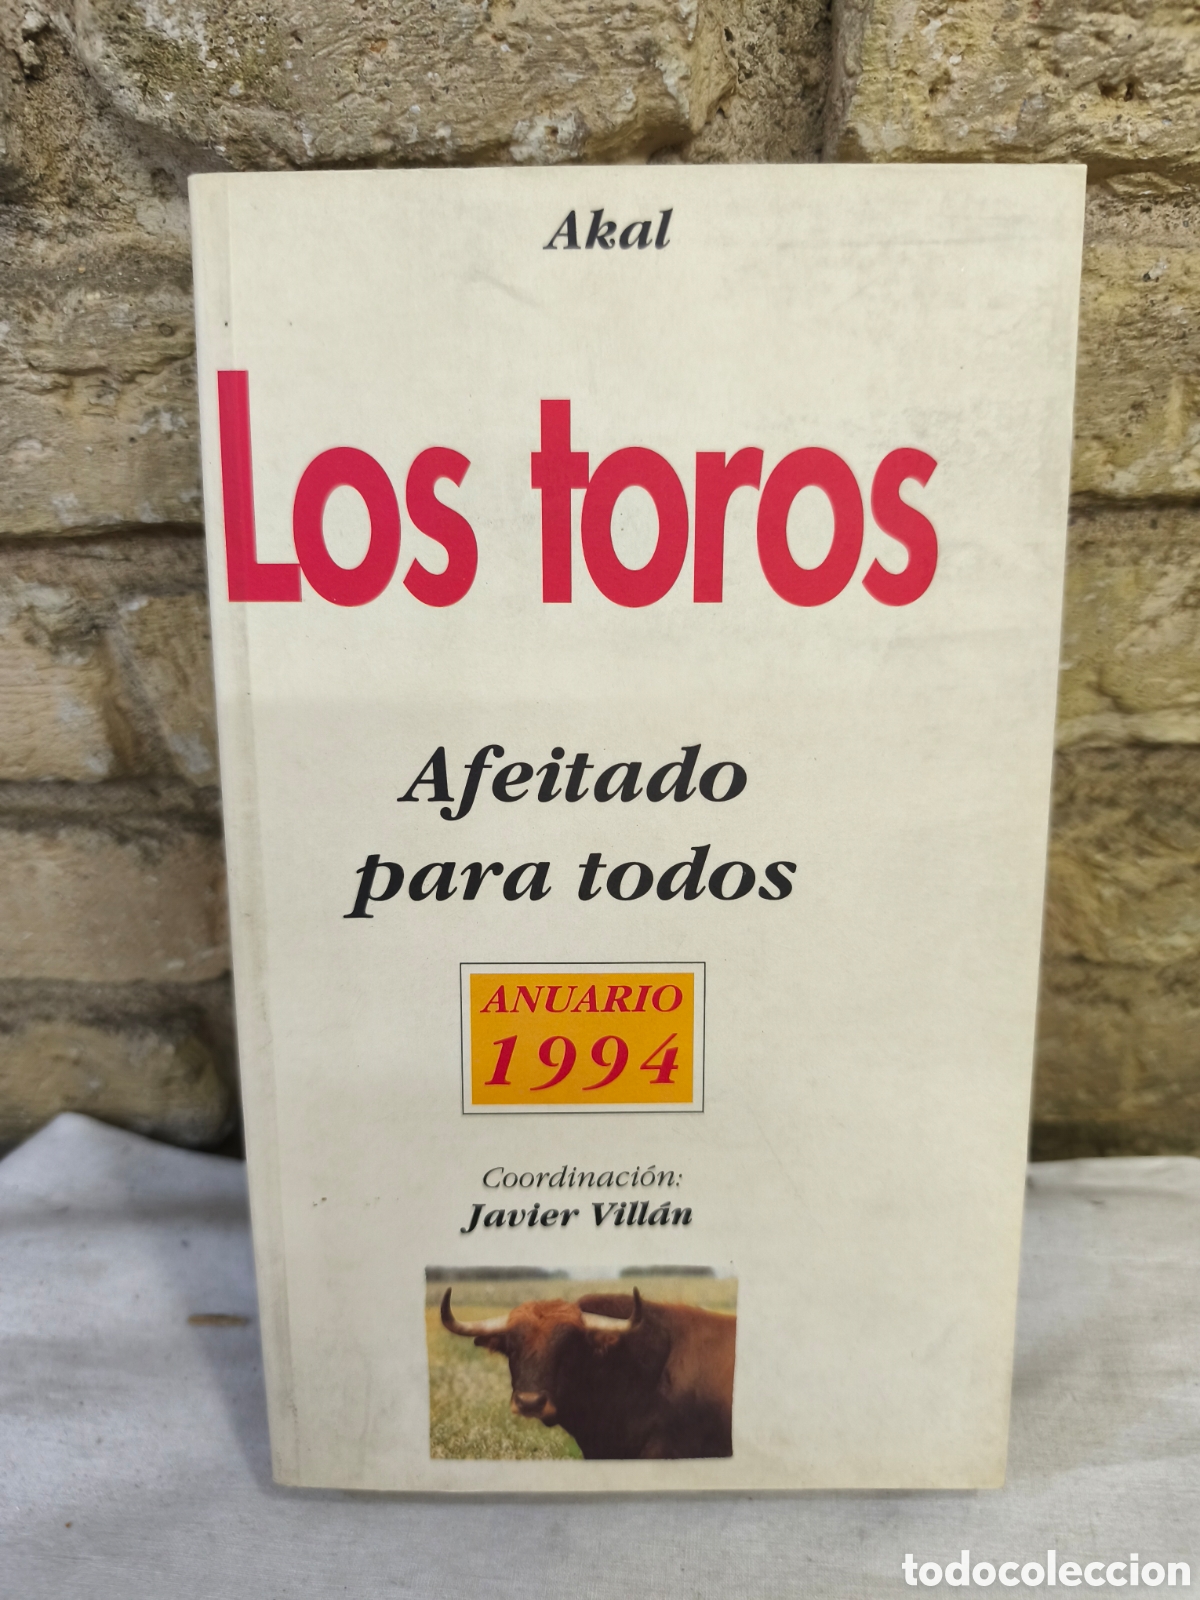 Akal
Los toros
Afeitado
para todos
ANUARIO
1994
Coordinación:
Javier Villán
todocoleccion